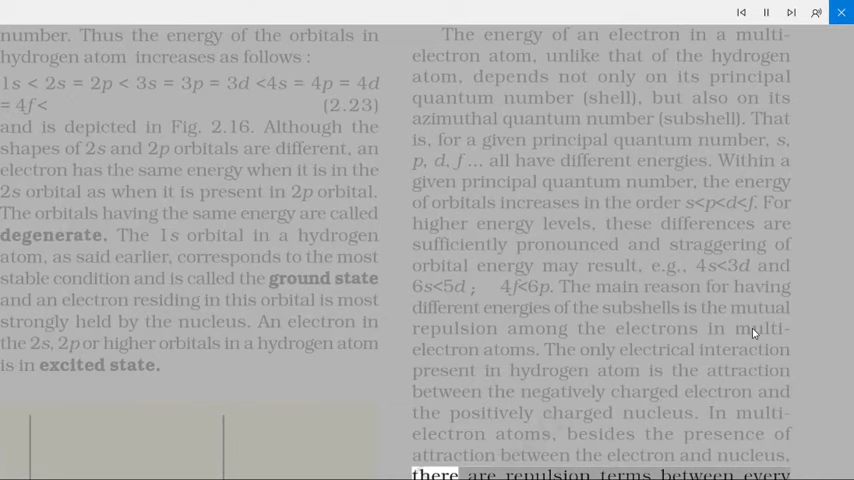 number. Thus the energy of the orbitals in
hydrogen atom increases as follows :
1s < 2s = 2p < 3s = 3p = 3d <4s = 4p = 4d
= 4f < (2.23)
and is depicted in Fig. 2.16. Although the
shapes of 2s and 2p orbitals are different, an
electron has the same energy when it is in the
2s orbital as when it is present in 2p orbital.
The orbitals having the same energy are called
degenerate. The 1s orbital in a hydrogen
atom, as said earlier, corresponds to the most
stable condition and is called the ground state
and an electron residing in this orbital is most
strongly held by the nucleus. An electron in
the 2s, 2p or higher orbitals in a hydrogen atom
is in excited state.
The energy of an electron in a multi-
electron atom, unlike that of the hydrogen
atom, depends not only on its principal
quantum number (shell), but also on its
azimuthal quantum number (subshell). That
is, for a given principal quantum number, s,
p, d, f ... all have different energies. Within a
given principal quantum number, the energy
of orbitals increases in the order s<p<d<f. For
higher energy levels, these differences are
sufficiently pronounced and straggering of
orbital energy may result, e.g., 4s<3d and
6s<5d ; 4f<6p. The main reason for having
different energies of the subshells is the mutual
repulsion among the electrons in multi-
electron atoms. The only electrical interaction
present in hydrogen atom is the attraction
between the negatively charged electron and
the positively charged nucleus. In multi-
electron atoms, besides the presence of
attraction between the electron and nucleus,
there are repulsion terms between every